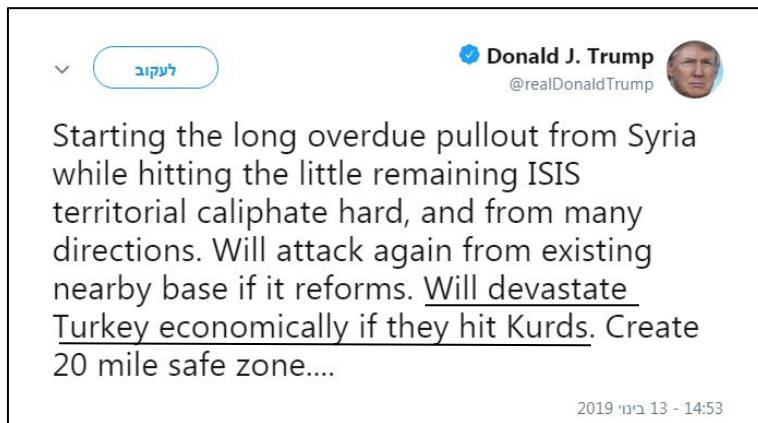 Donald J. Trump
@realDonaldTrump
לעקוב
Starting the long overdue pullout from Syria
while hitting the little remaining ISIS
territorial caliphate hard, and from many
directions. Will attack again from existing
nearby base if it reforms. Will devastate
Turkey economically if they hit Kurds. Create
20 mile safe zone....
14:53 - 13 בינו׳ 2019